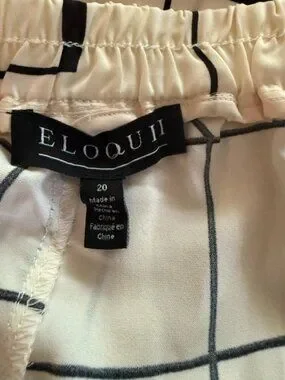 ELOQUII
20
Made in
China
Fabriqué en
Chine